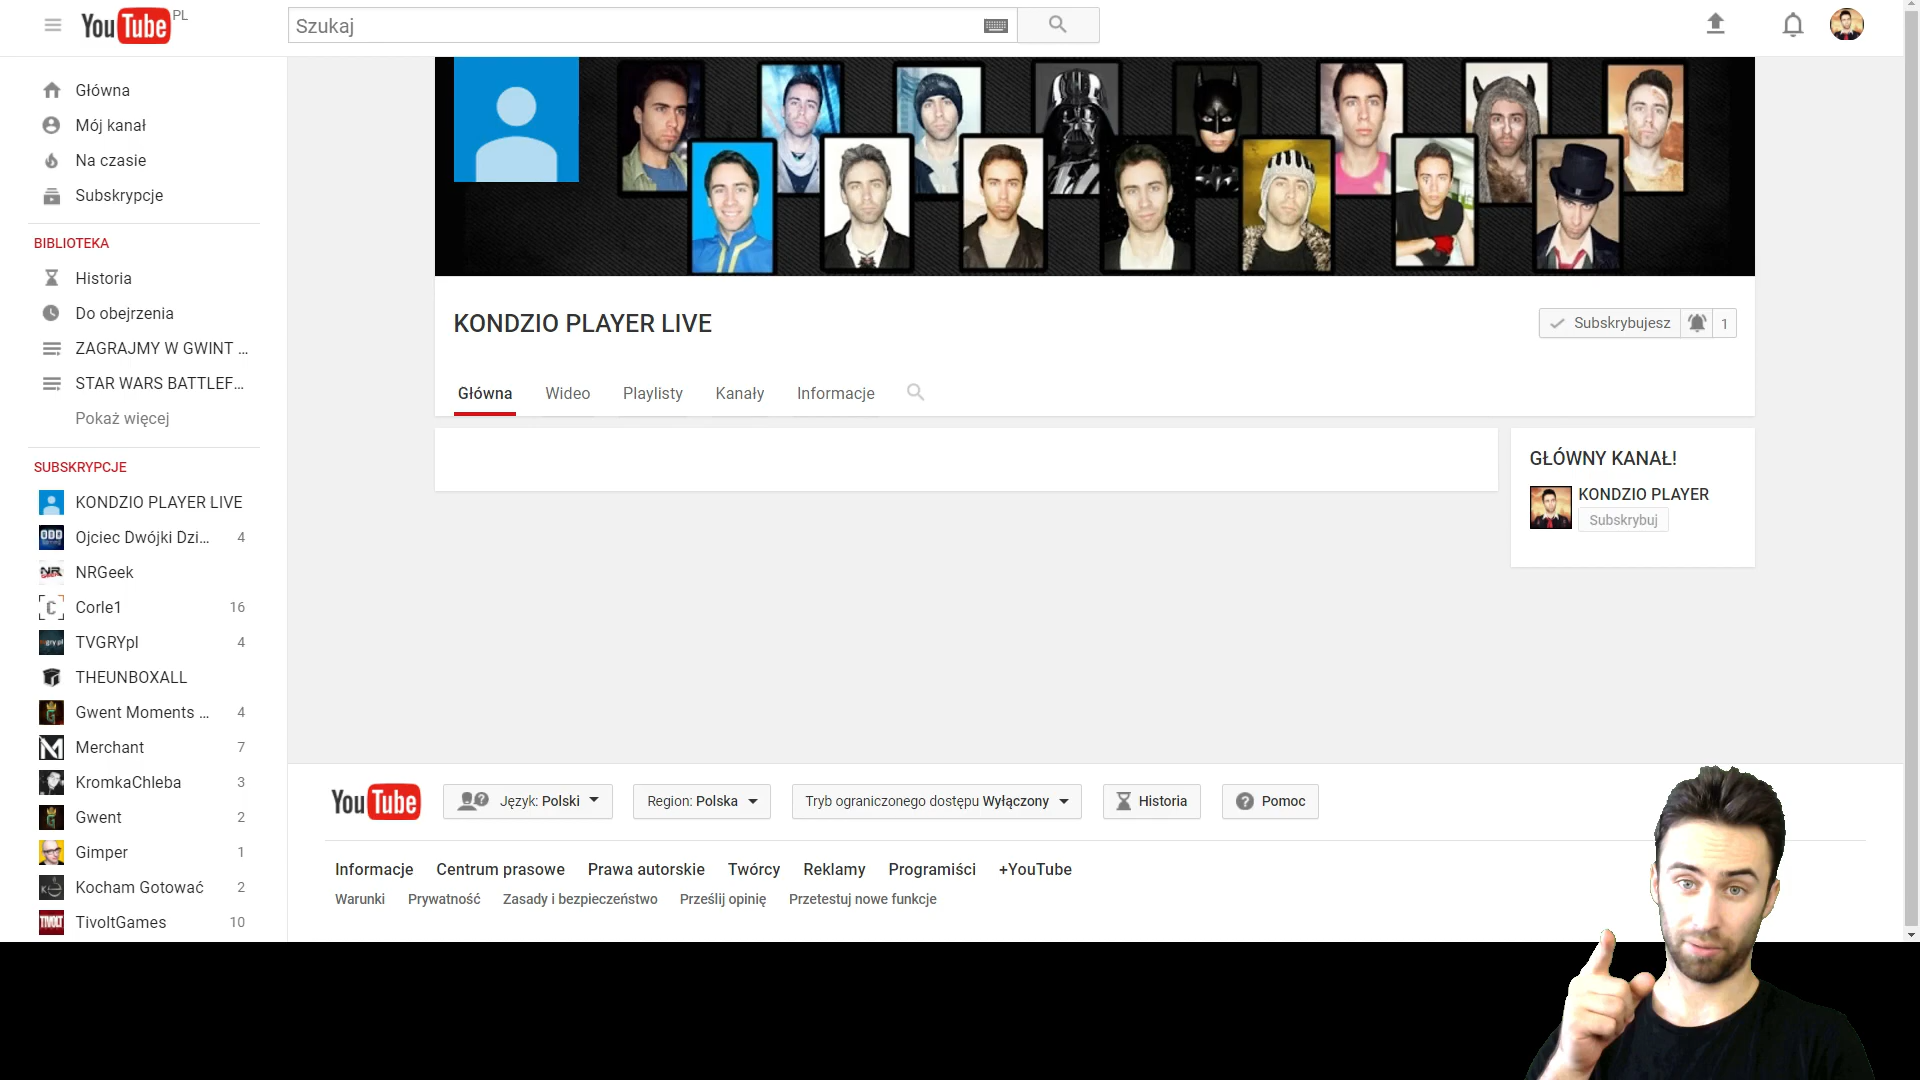 YouTube PL
Szukaj
Główna
Mój kanał
Na czasie
Subskrypcje
BIBLIOTEKA
Historia
Do obejrzenia
ZAGRAJMY W GWINT ...
STAR WARS BATTLEF...
Pokaż więcej
SUBSKRYPCJE
KONDZIO PLAYER LIVE
Ojciec Dwójki Dzi... 4
NRGeek
Corle1 16
TVGRYpl 4
THEUNBOXALL
Gwent Moments ... 4
Merchant 7
KromkaChleba 3
Gwent 2
Gimper 1
Kocham Gotować 2
TivoltGames 10
KONDZIO PLAYER LIVE
Subskrybujesz 1
Główna Wideo Playlisty Kanały Informacje
GŁÓWNY KANAŁ!
KONDZIO PLAYER
Subskrybuj
YouTube Język: Polski Region: Polska Tryb ograniczonego dostępu Wyłączony Historia Pomoc
Informacje Centrum prasowe Prawa autorskie Twórcy Reklamy Programiści +YouTube
Warunki Prywatność Zasady i bezpieczeństwo Prześlij opinię Przetestuj nowe funkcje